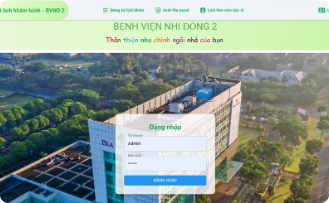 t lịch khám bệnh - BVNĐ 2
Đăng ký lịch khám
Xuất file excel
Lịch làm việc bác sĩ
BỆNH VIỆN NHI ĐỒNG 2
Thân thiện như chính ngôi nhà của bạn
Đăng nhập
Tài khoản
Admin
Mật khẩu
ĐĂNG NHẬP